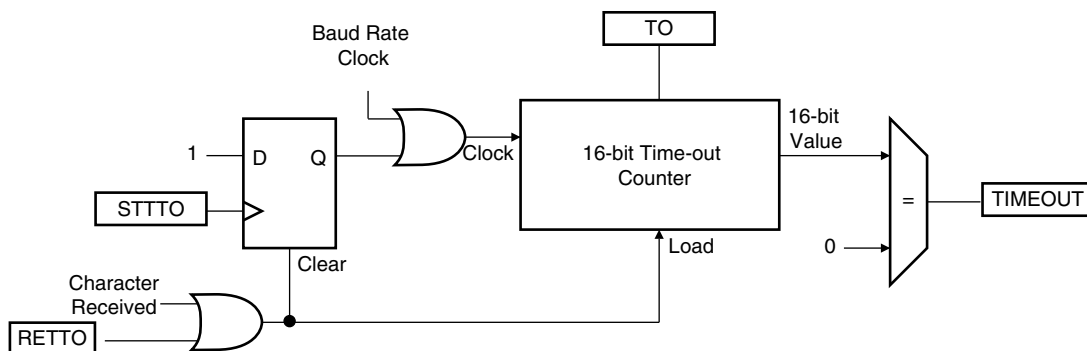 TO
Baud Rate
Clock
16-bit
Value
1
D
Q
Clock
16-bit Time-out
Counter
STTTO
=
TIMEOUT
Clear
Load
0
Character
Received
RETTO